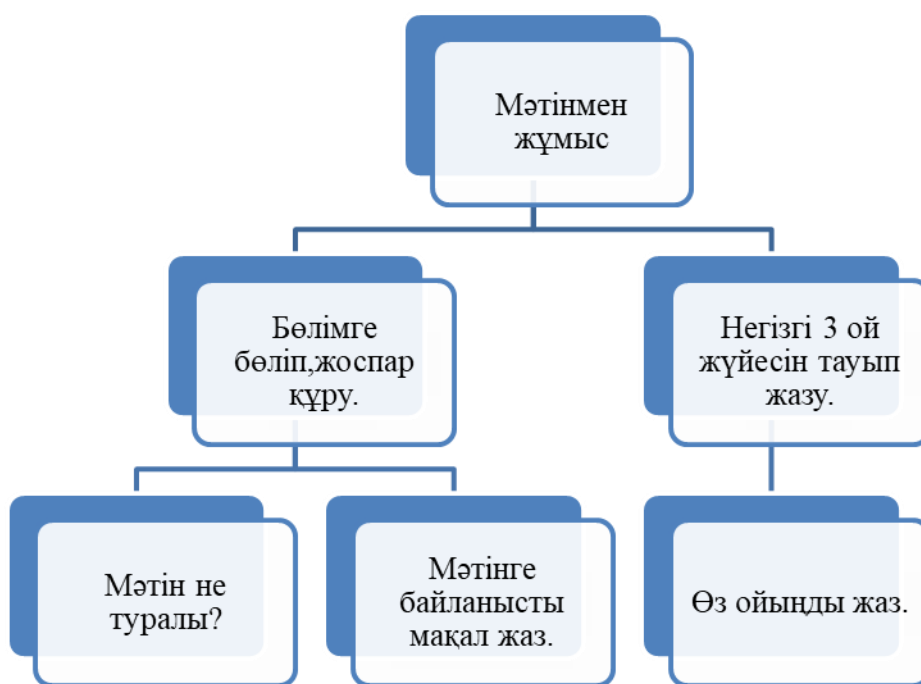 Мәтінмен
жұмыс
Бөлімге
бөліп,жоспар
құру.
Негізгі 3 ой
жүйесін тауып
жазу.
Мәтін не
туралы?
Мәтінге
байланысты
мақал жаз.
Өз ойыңды жаз.